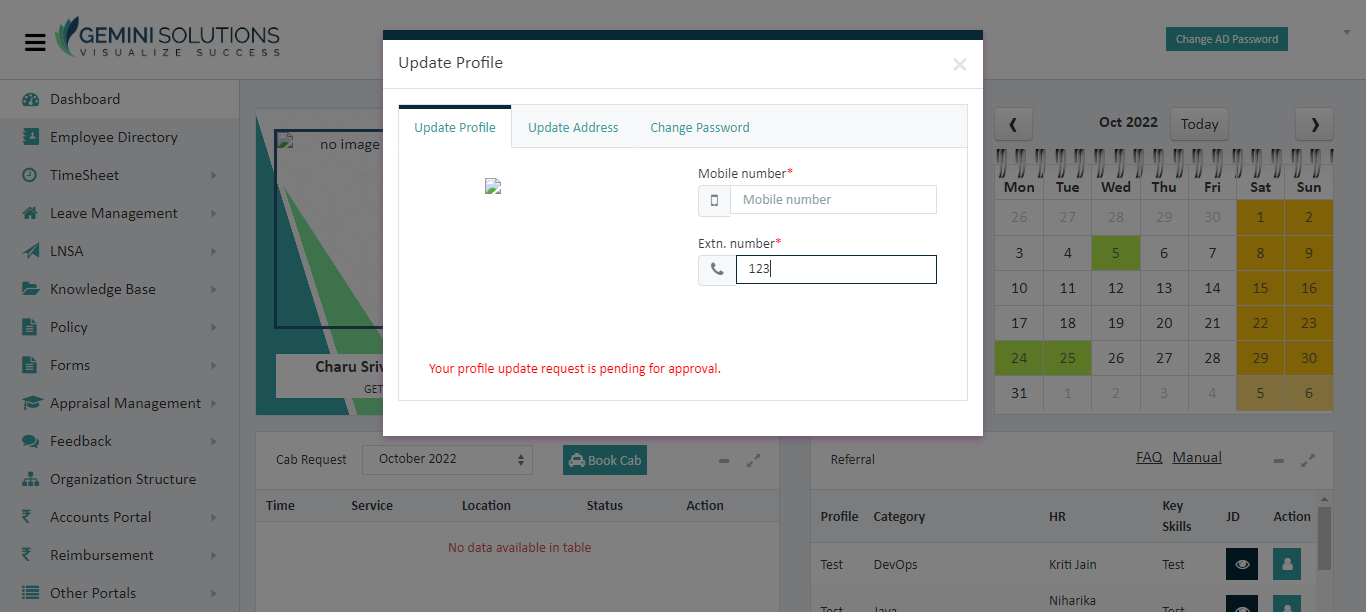 GEMINI SOLUTIONS
VISUALIZE SUCCESS
Change AD Password
Dashboard
Employee Directory
TimeSheet
Leave Management
LNSA
Knowledge Base
Policy
Forms
Appraisal Management
Feedback
Organization Structure
Accounts Portal
Reimbursement
Other Portals
no image
Charu Sriv
GET
Update Profile
×
Update Profile Update Address Change Password
Mobile number*
Mobile number
Extn. number*
123
Your profile update request is pending for approval.
❮ Oct 2022 Today ❯
Mon Tue Wed Thu Fri Sat Sun
26 27 28 29 30 1 2
3 4 5 6 7 8 9
10 11 12 13 14 15 16
17 18 19 20 21 22 23
24 25 26 27 28 29 30
31 1 2 3 4 5 6
Cab Request October 2022 Book Cab
Time Service Location Status Action
No data available in table
Referral FAQ Manual
Profile Category HR Key Skills JD Action
Test DevOps Kriti Jain Test
Test Java Niharika Test